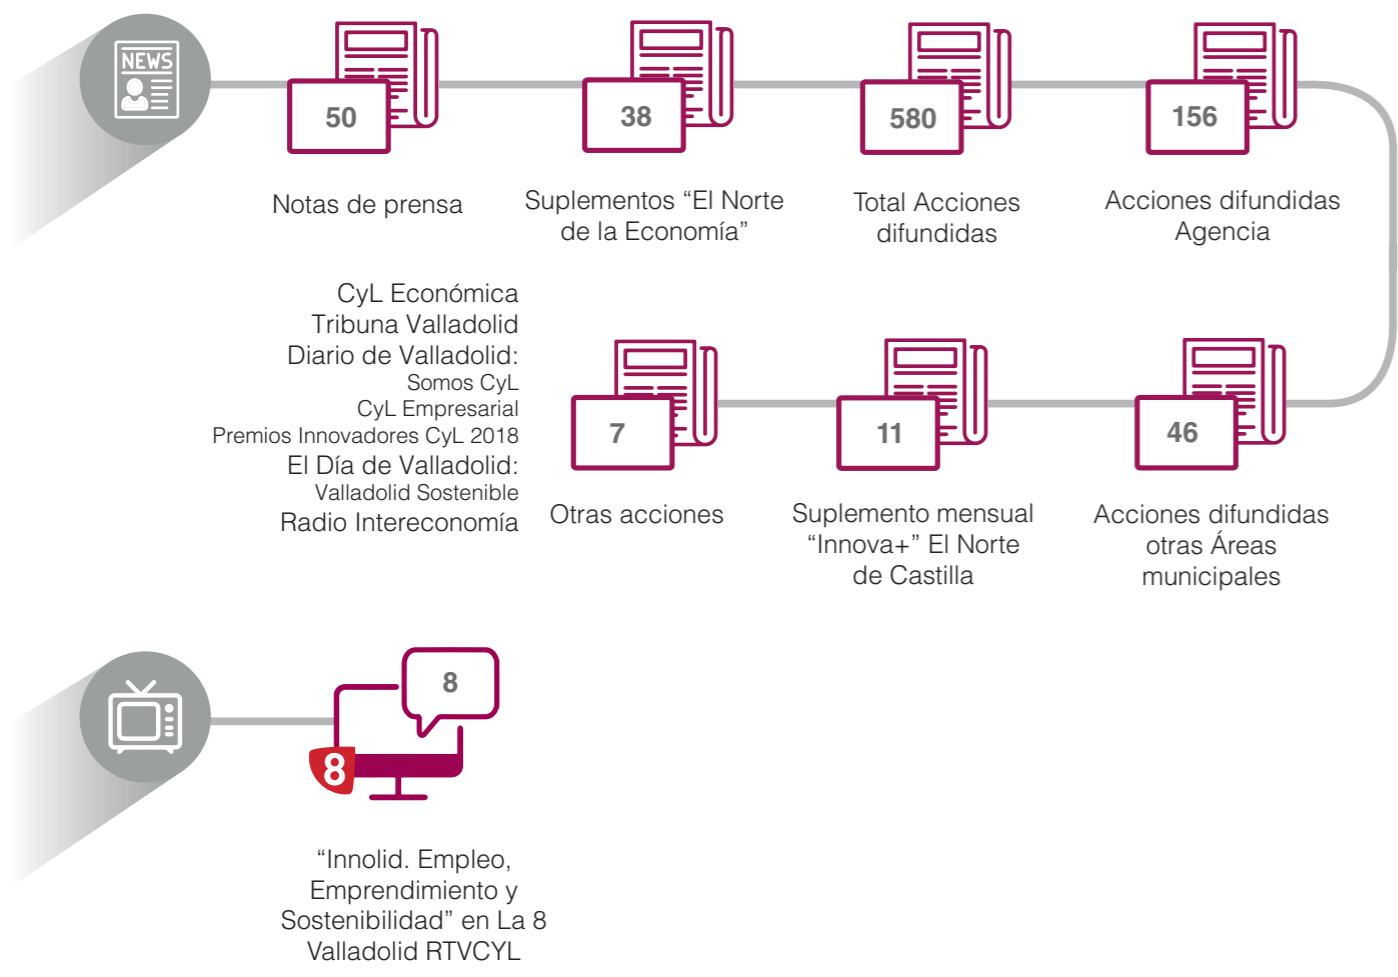 NEWS
50
Notas de prensa
38
Suplementos “El Norte
de la Economía”
580
Total Acciones
difundidas
156
Acciones difundidas
Agencia
46
Acciones difundidas
otras Áreas
municipales
11
Suplemento mensual
“Innova+” El Norte
de Castilla
7
Otras acciones
CyL Económica
Tribuna Valladolid
Diario de Valladolid:
Somos CyL
CyL Empresarial
Premios Innovadores CyL 2018
El Día de Valladolid:
Valladolid Sostenible
Radio Intereconomía
8
8
“Innolid. Empleo,
Emprendimiento y
Sostenibilidad” en La 8
Valladolid RTVCYL